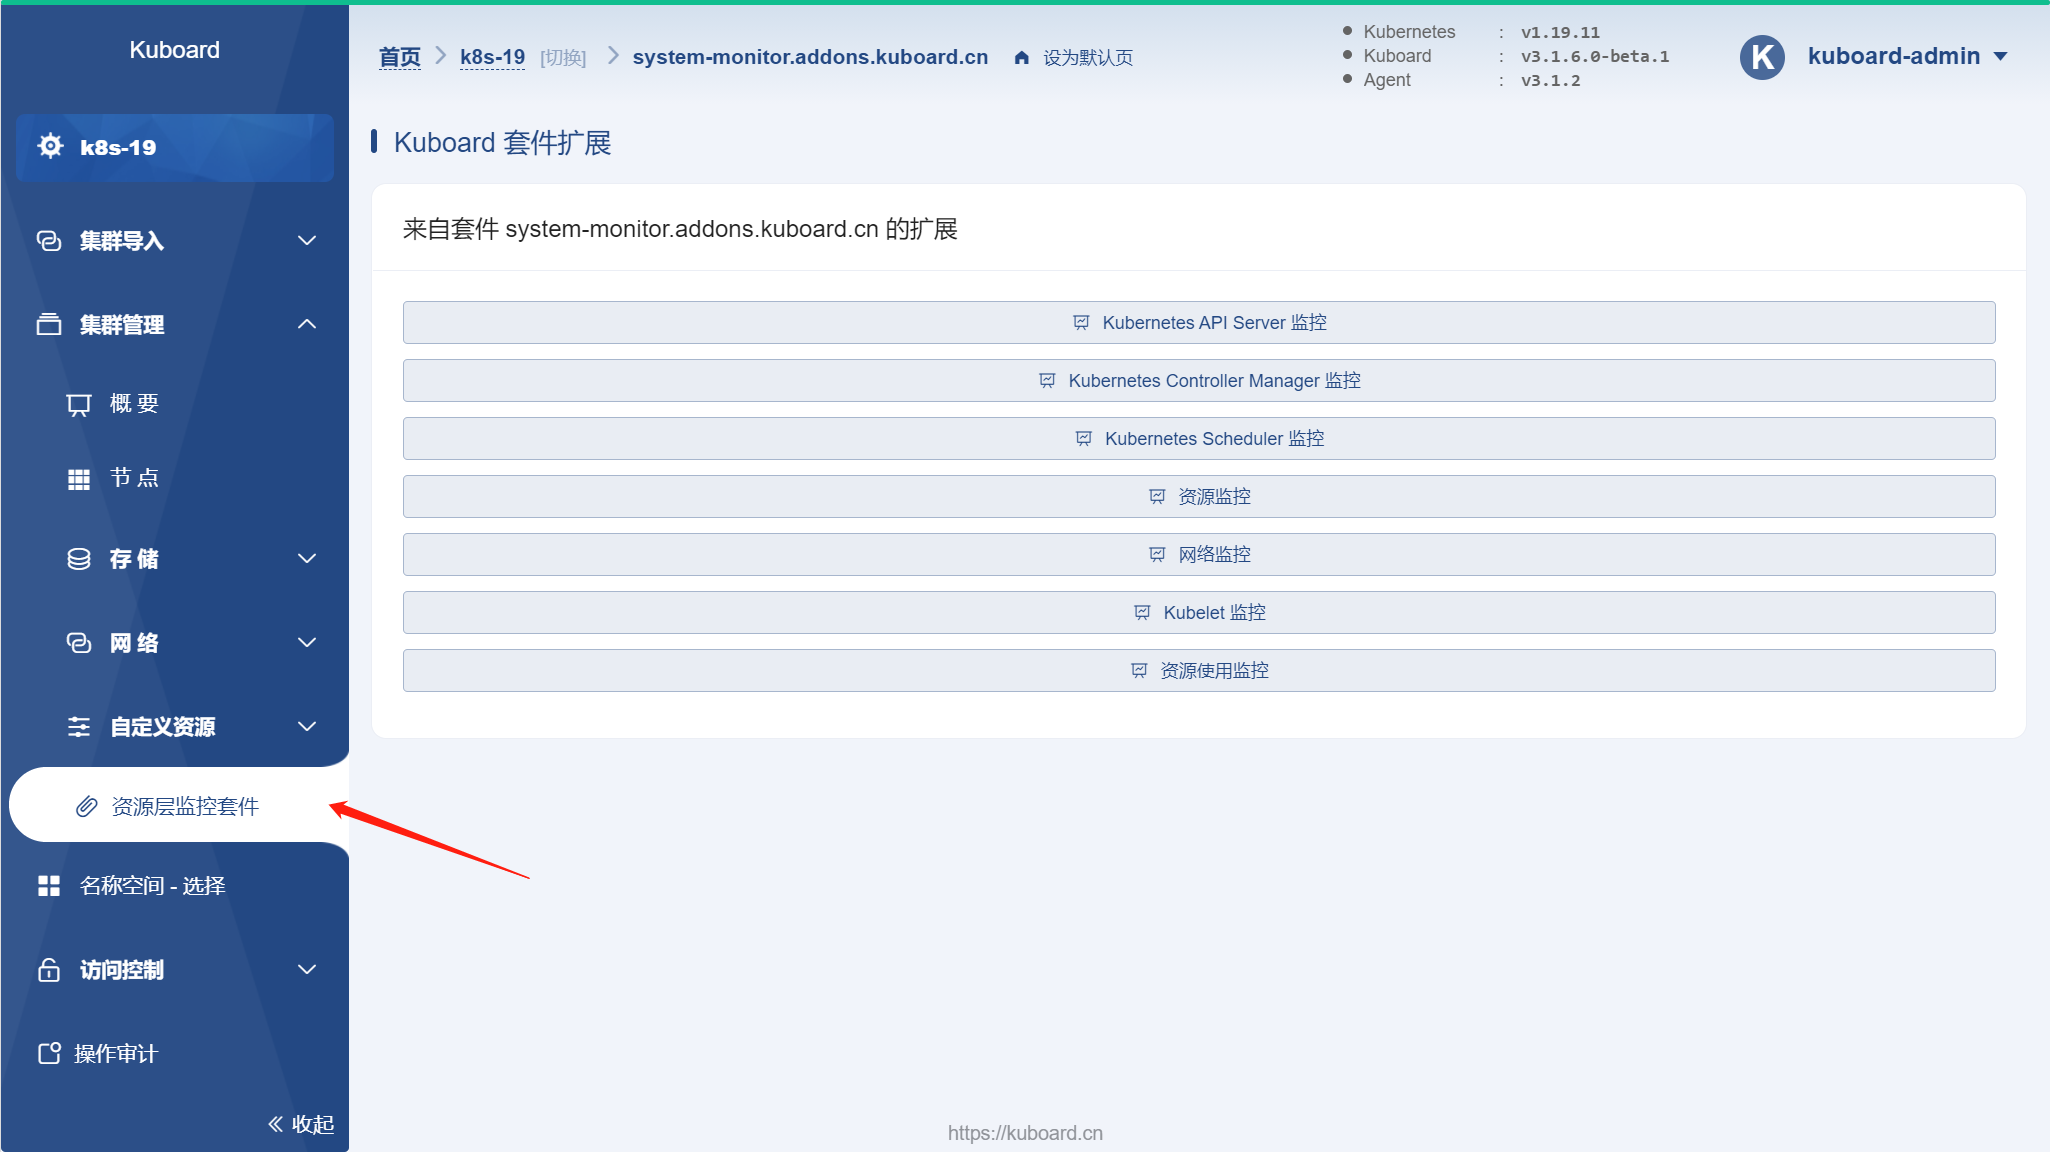 Kuboard
k8s-19
集群导入
集群管理
概 要
节 点
存 储
网 络
自定义资源
资源层监控套件
名称空间 - 选择
访问控制
操作审计
收起
首页 k8s-19 [切换] system-monitor.addons.kuboard.cn 设为默认页
Kubernetes : v1.19.11
Kuboard : v3.1.6.0-beta.1
Agent : v3.1.2
K kuboard-admin
Kuboard 套件扩展
来自套件 system-monitor.addons.kuboard.cn 的扩展
Kubernetes API Server 监控
Kubernetes Controller Manager 监控
Kubernetes Scheduler 监控
资源监控
网络监控
Kubelet 监控
资源使用监控
https://kuboard.cn